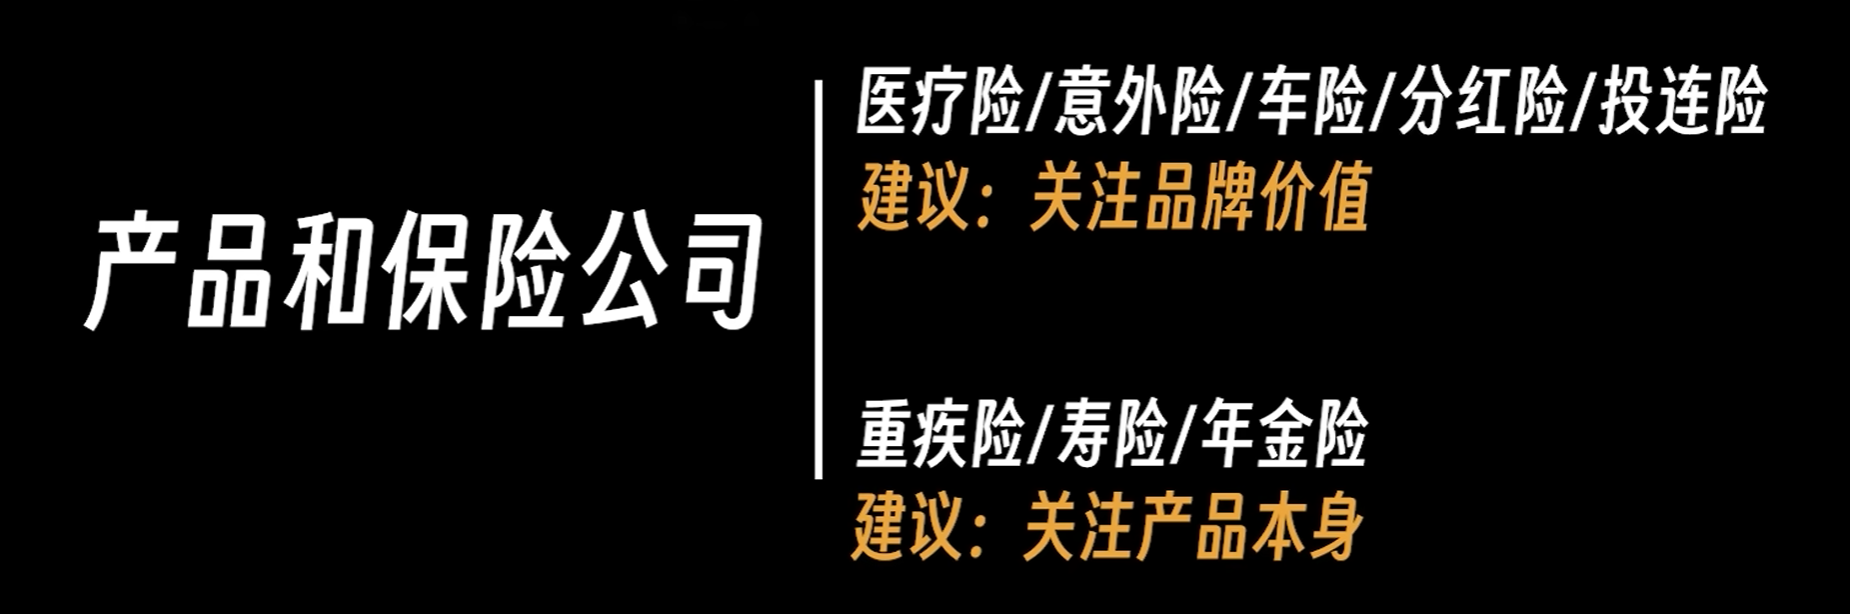 产品和保险公司
医疗险/意外险/车险/分红险/投连险
建议：关注品牌价值
重疾险/寿险/年金险
建议：关注产品本身